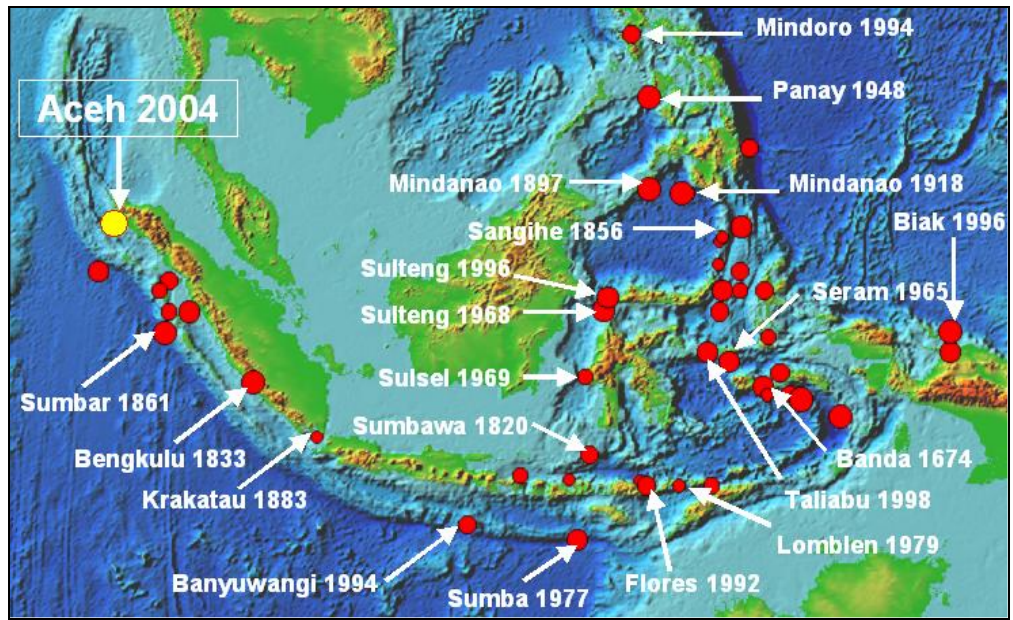 Mindoro 1994
Panay 1948
Aceh 2004
Mindanao 1897
Mindanao 1918
Biak 1996
Sangihe 1856
Sulteng 1996
Seram 1965
Sulteng 1968
Sulsel 1969
Sumbar 1861
Sumbawa 1820
Bengkulu 1833
Banda 1674
Krakatau 1883
Taliabu 1998
Lomblen 1979
Banyuwangi 1994
Flores 1992
Sumba 1977